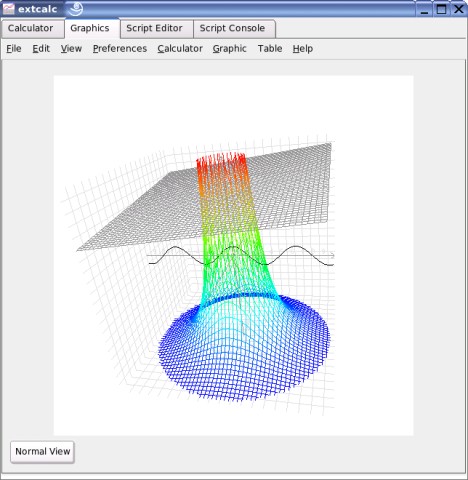 extcalc
Calculator Graphics Script Editor Script Console
File Edit View Preferences Calculator Graphic Table Help
Normal View